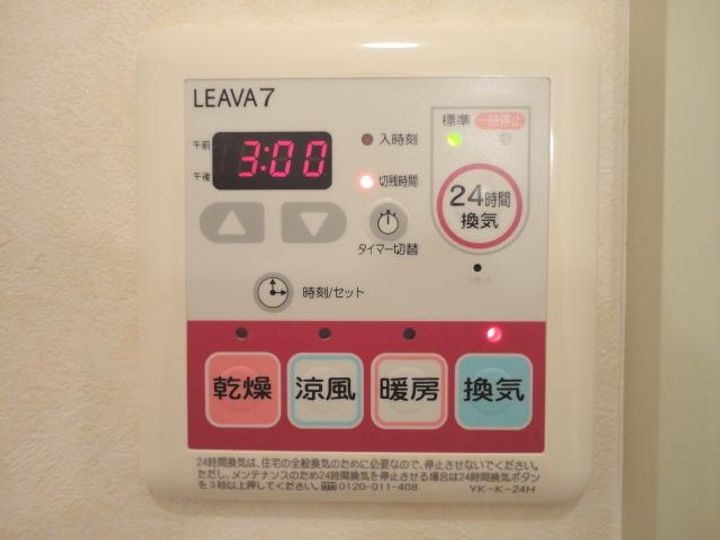 LEAVA7
標準 一時停止
午前
3:00
入時刻
午後
切残時間
24時間
換気
タイマー切替
時刻/セット
乾燥 涼風 暖房 換気
24時間換気は、住宅の全般換気のために必要なので、停止させないでください。
ただし、メンテナンスのため24時間換気を停止させる場合は24時間換気ボタン
を3秒以上押してください。 0120-011-408 YK-K-24H